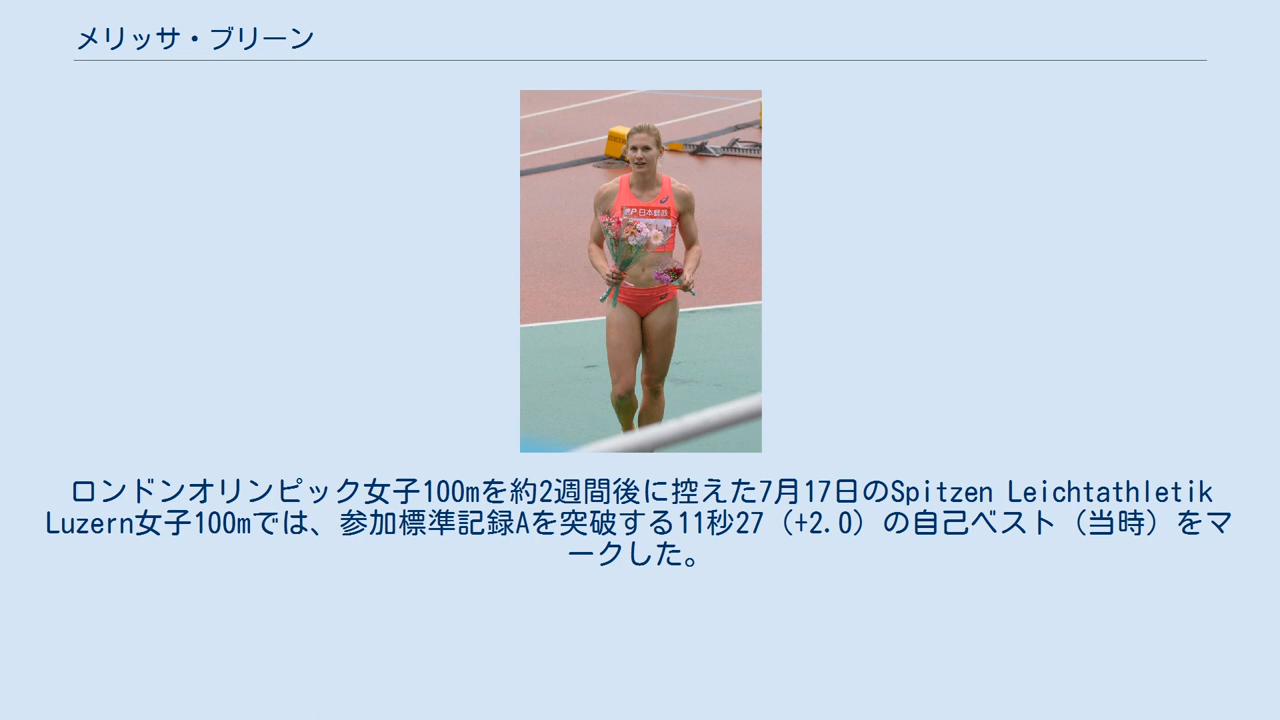 メリッサ・ブリーン
日本郵政
ロンドンオリンピック女子100mを約2週間後に控えた7月17日のSpitzen Leichtathletik
Luzern女子100mでは、参加標準記録Aを突破する11秒27（+2.0）の自己ベスト（当時）をマ
ークした。